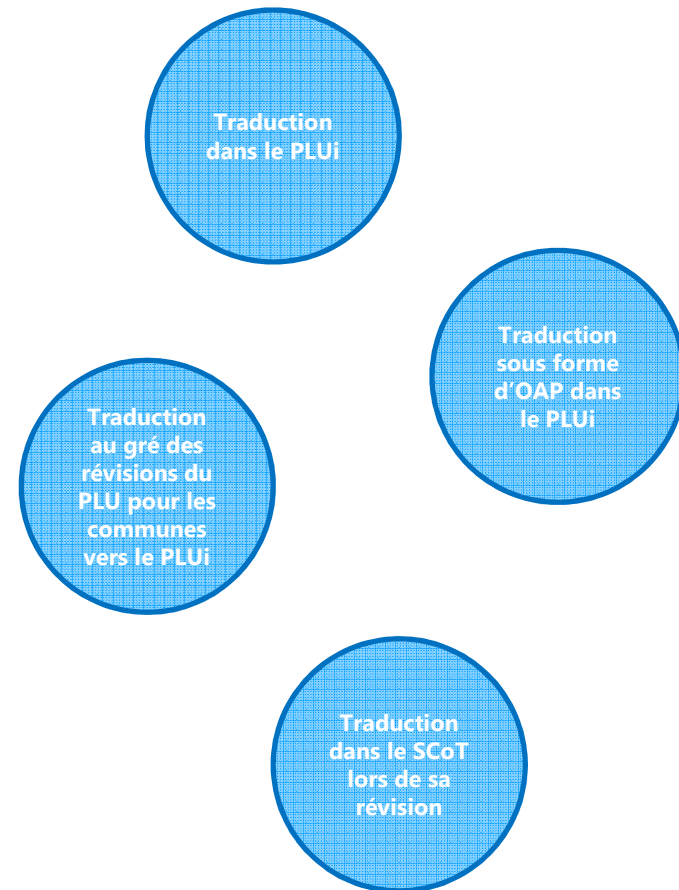 Traduction
dans le PLUi
Traduction
sous forme
d'OAP dans
le PLUi
Traduction
au gré des
révisions du
PLU pour les
communes
vers le PLUi
Traduction
dans le SCoT
lors de sa
révision